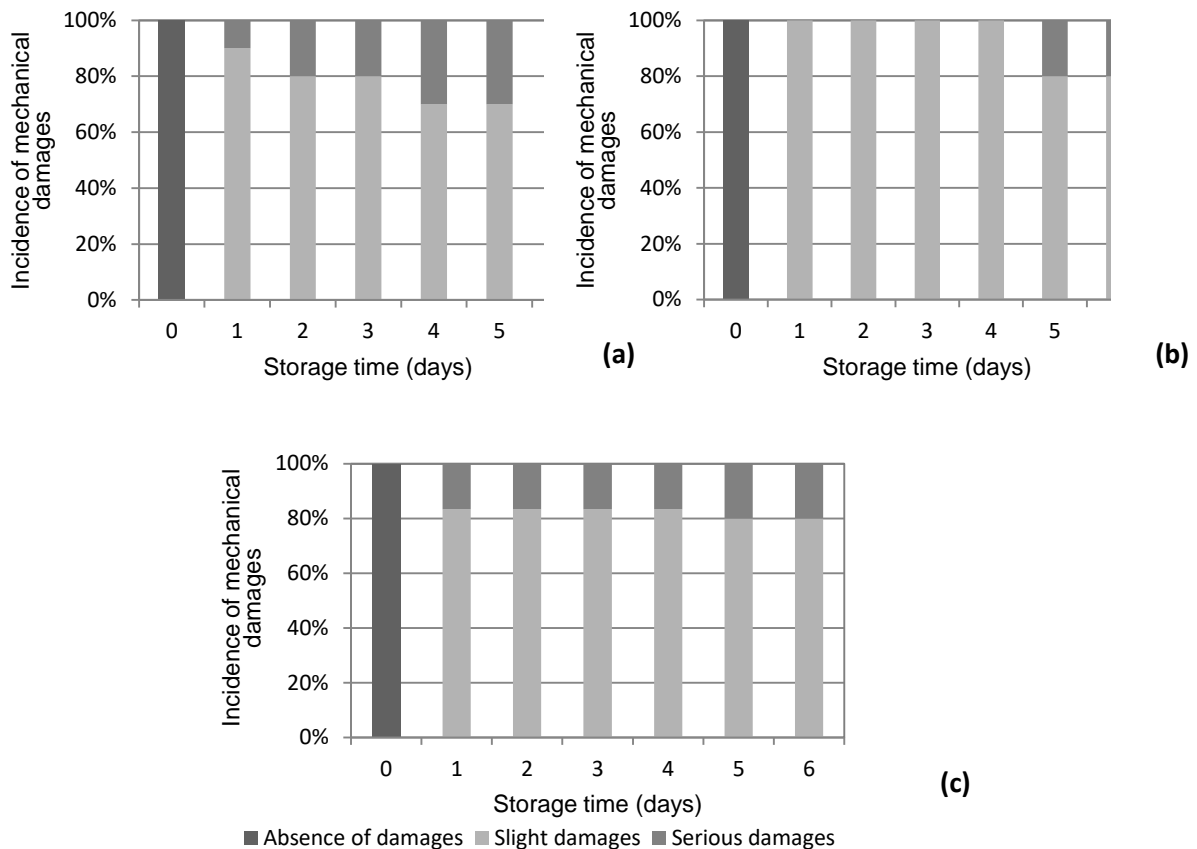 Incidence of mechanical
damages
100%
80%
60%
40%
20%
0%
0 1 2 3 4 5
Storage time (days)
(a)
Incidence of mechanical
damages
100%
80%
60%
40%
20%
0%
0 1 2 3 4 5
Storage time (days)
(b)
Incidence of mechanical
damages
100%
80%
60%
40%
20%
0%
0 1 2 3 4 5 6
Storage time (days)
(c)
Absence of damages Slight damages Serious damages